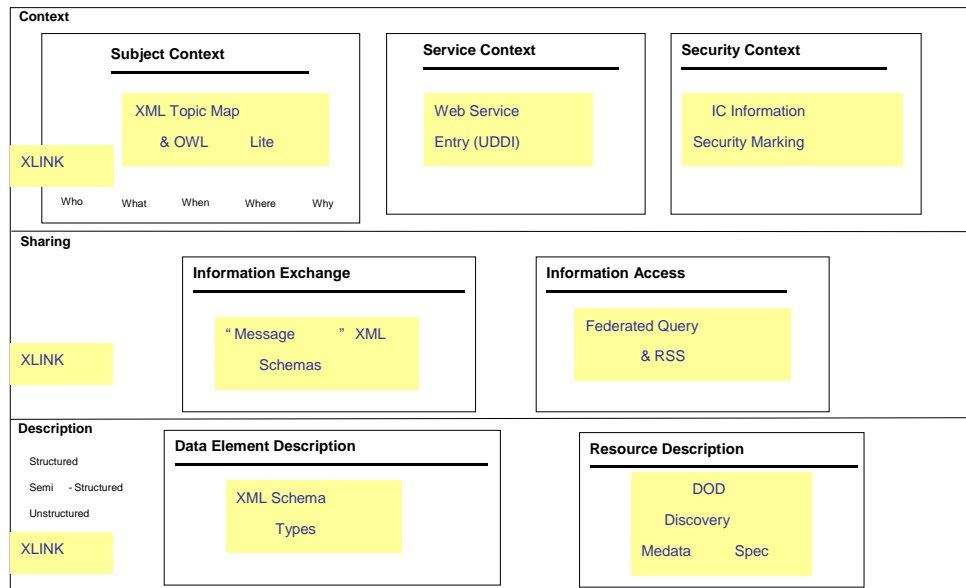 Context
Subject Context
Service Context
Security Context
XML Topic Map
& OWL Lite
Web Service
Entry (UDDI)
IC Information
Security Marking
XLINK
Who What When Where Why
Sharing
Information Exchange
Information Access
“ Message ” XML
Schemas
Federated Query
& RSS
XLINK
Description
Structured
Semi - Structured
Unstructured
XLINK
Data Element Description
XML Schema
Types
Resource Description
DOD
Discovery
Medata Spec